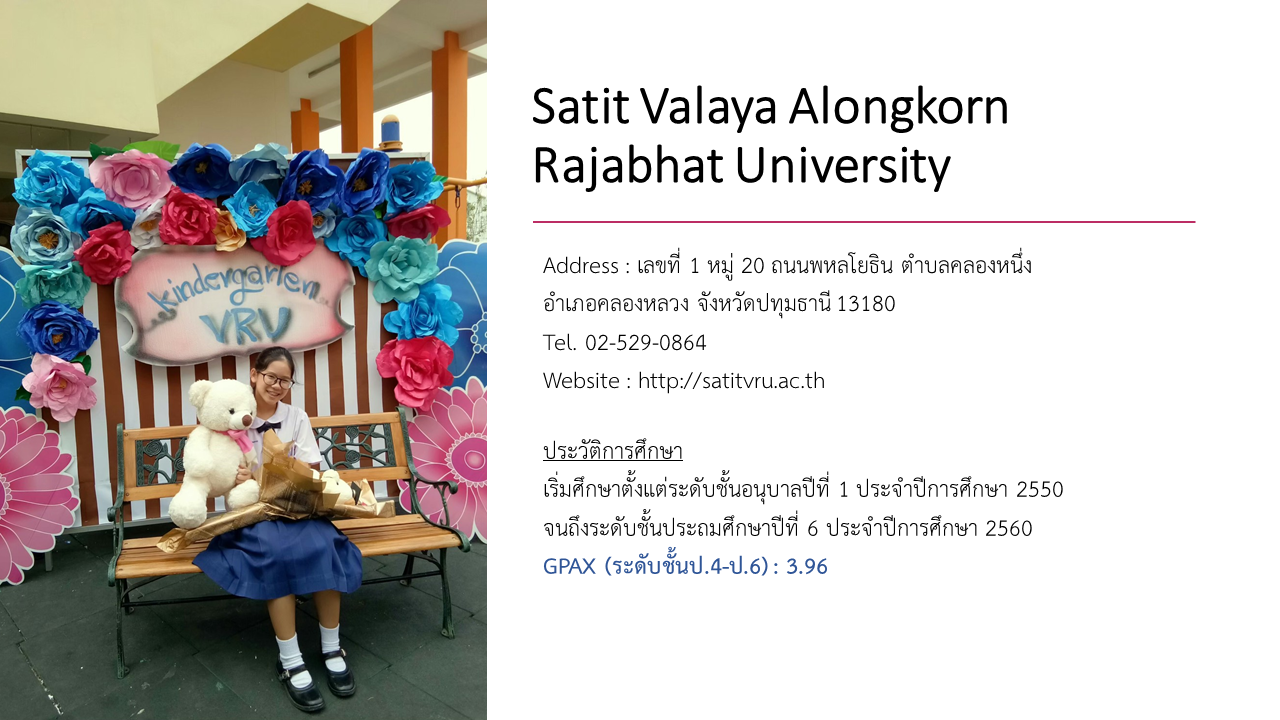 kindergarten
VRV
Satit Valaya Alongkorn
Rajabhat University
Address : เลขที่ 1 หมู่ 20 ถนนพหลโยธิน ตำบลคลองหนึ่ง
อำเภอคลองหลวง จังหวัดปทุมธานี 13180
Tel. 02-529-0864
Website : http://satitvru.ac.th
ประวัติการศึกษา
เริ่มศึกษาตั้งแต่ระดับชั้นอนุบาลปีที่ 1 ประจำปีการศึกษา 2550
จนถึงระดับชั้นประถมศึกษาปีที่ 6 ประจำปีการศึกษา 2560
GPAX (ระดับชั้นป.4-ป.6) : 3.96